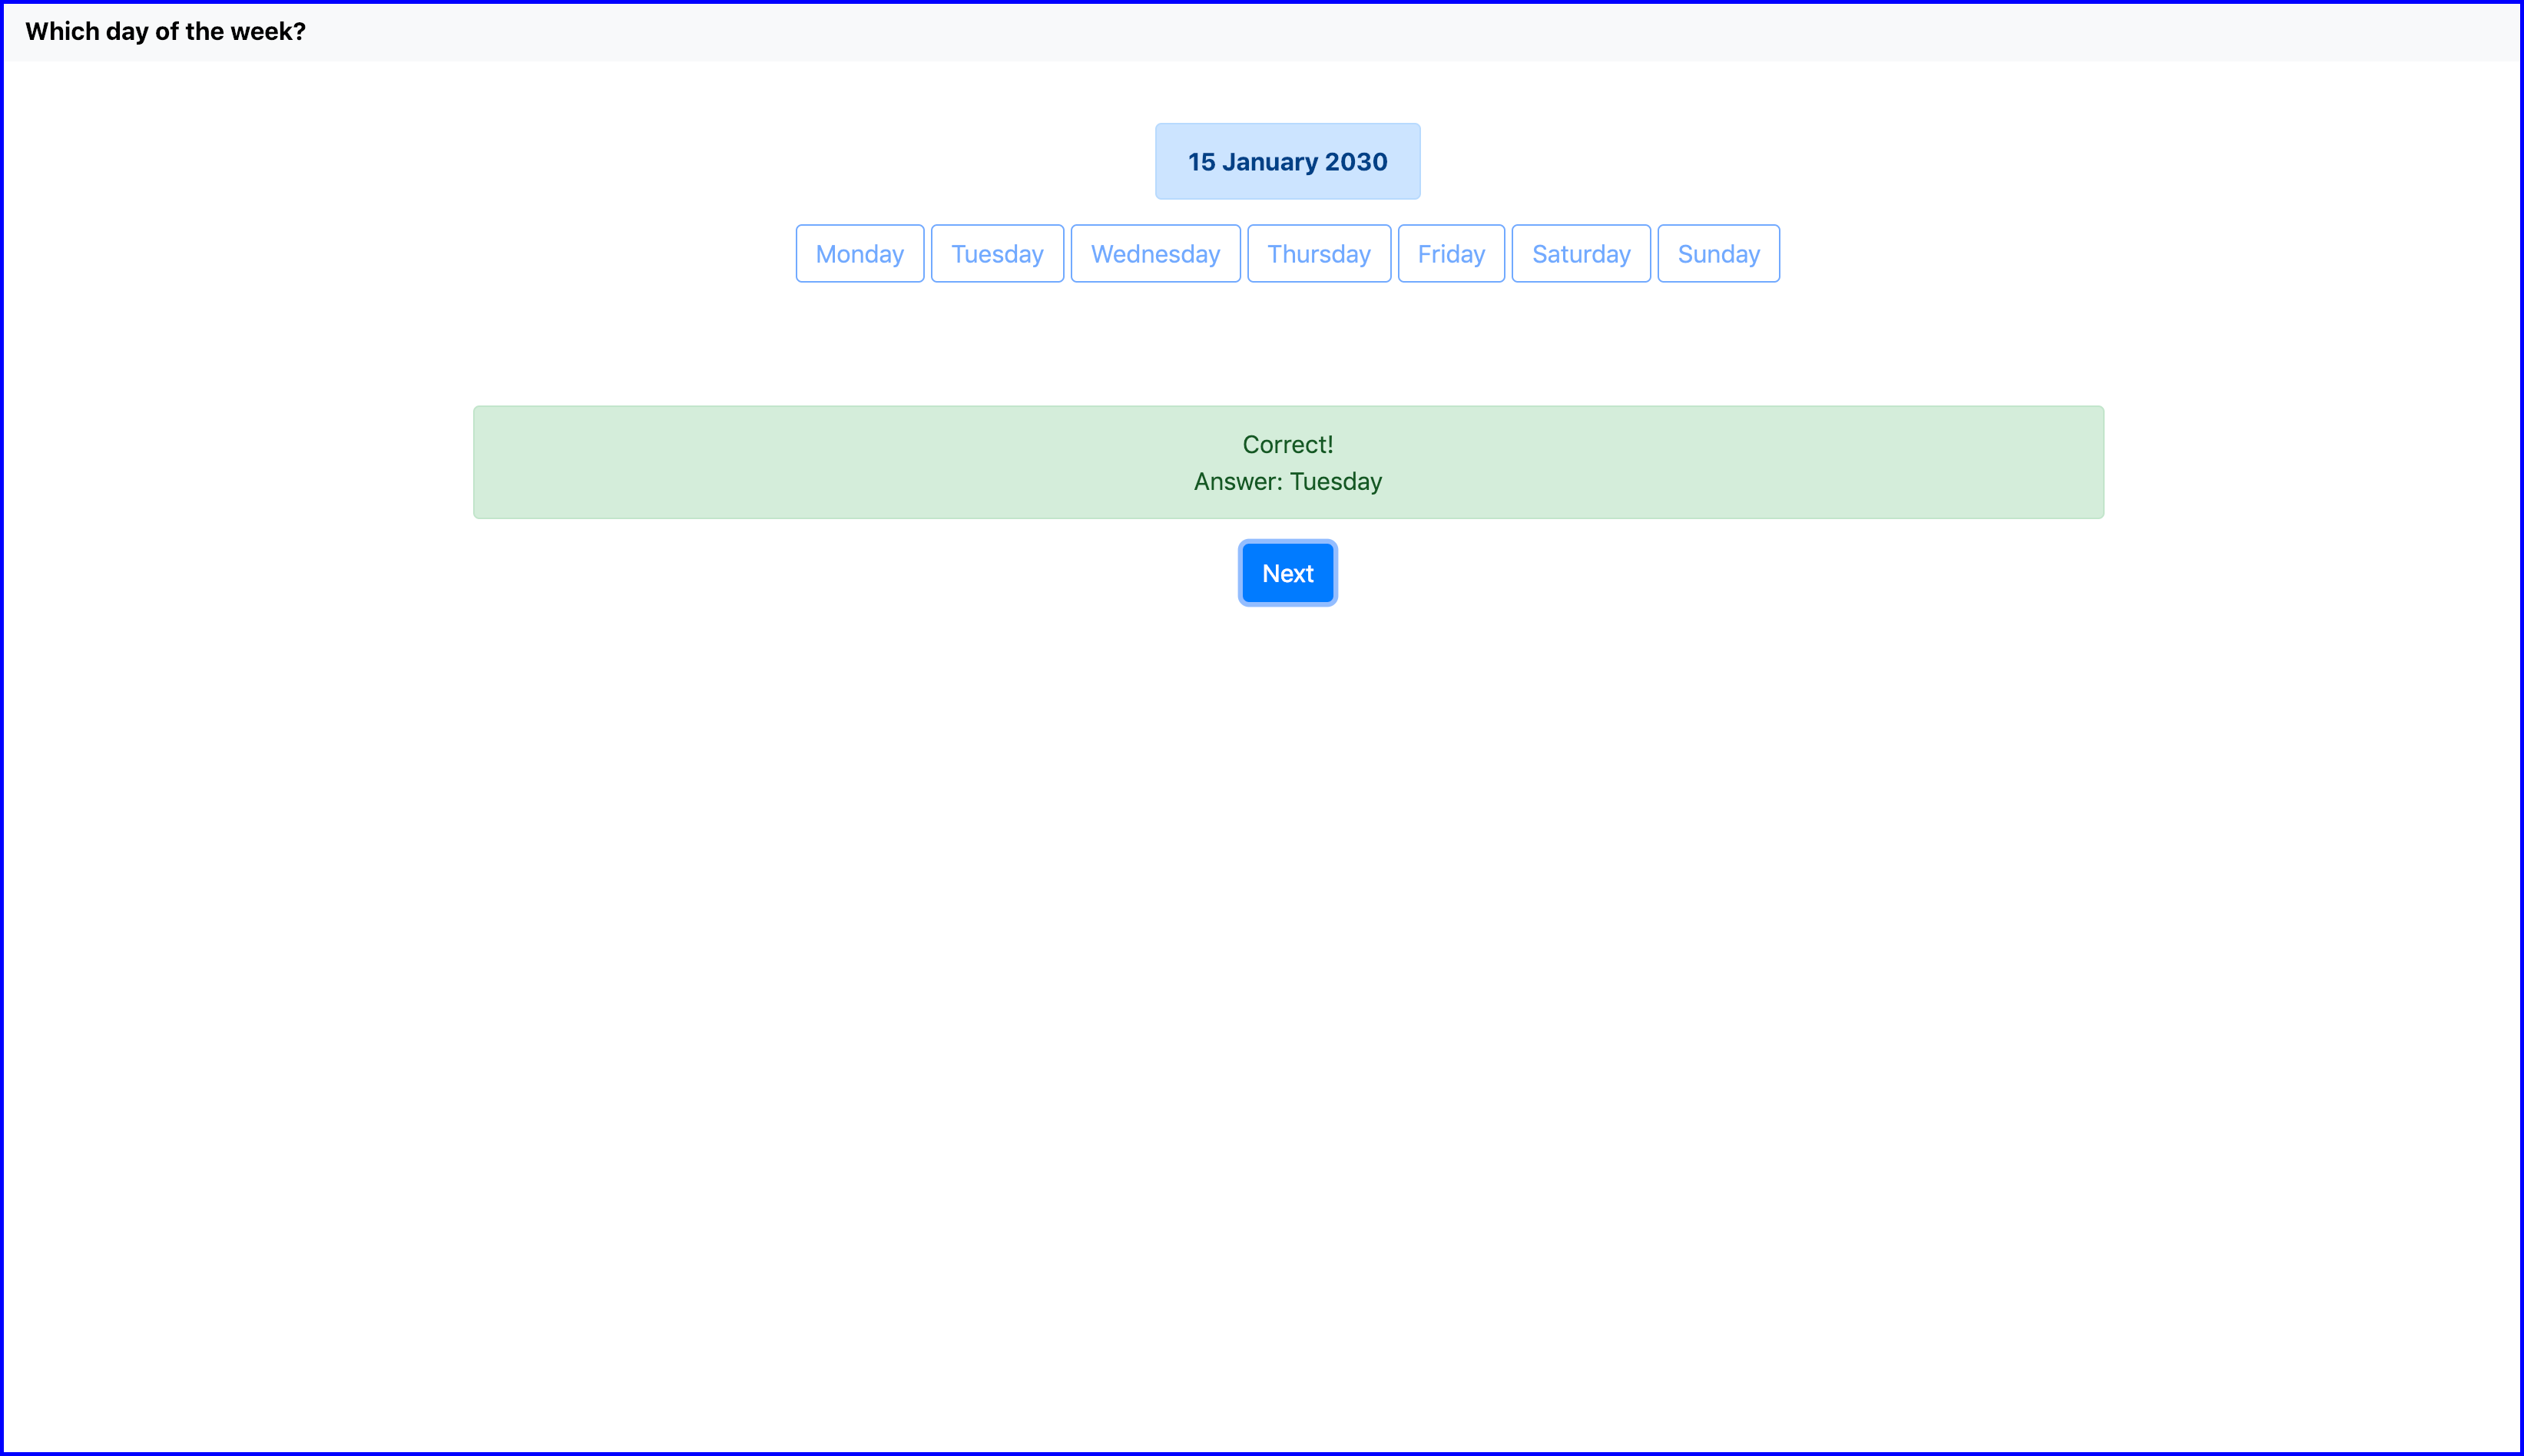 Which day of the week?
15 January 2030
Monday Tuesday Wednesday Thursday Friday Saturday Sunday
Correct!
Answer: Tuesday
Next